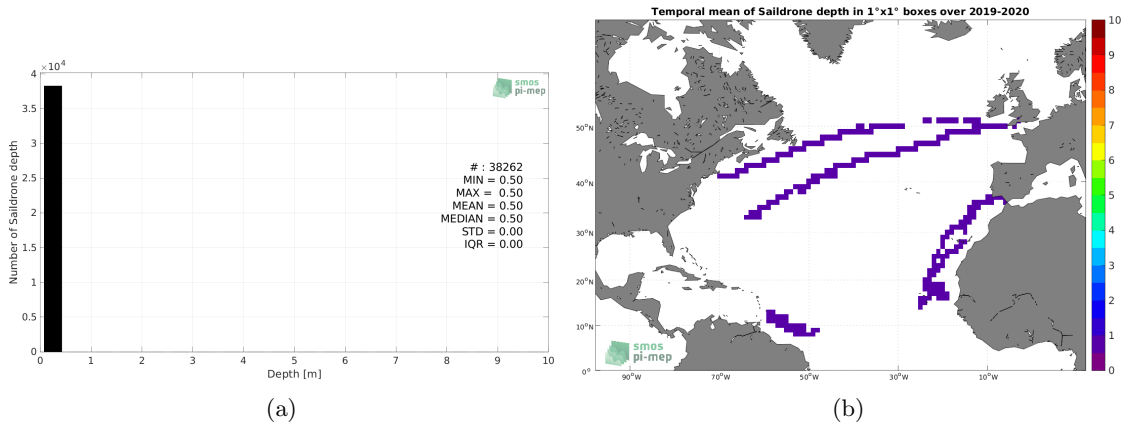 ×10⁴
4
3.5
3
2.5
2
1.5
1
0.5
0
Number of Saildrone depth
smos
pi-mep
# : 38262
MIN = 0.50
MAX = 0.50
MEAN = 0.50
MEDIAN = 0.50
STD = 0.00
IQR = 0.00
0 1 2 3 4 5 6 7 8 9 10
Depth [m]
(a)
Temporal mean of Saildrone depth in 1°x1° boxes over 2019-2020
50°N
40°N
30°N
20°N
10°N
0°
smos
pi-mep
90°W 70°W 50°W 30°W 10°W
10
9
8
7
6
5
4
3
2
1
0
(b)